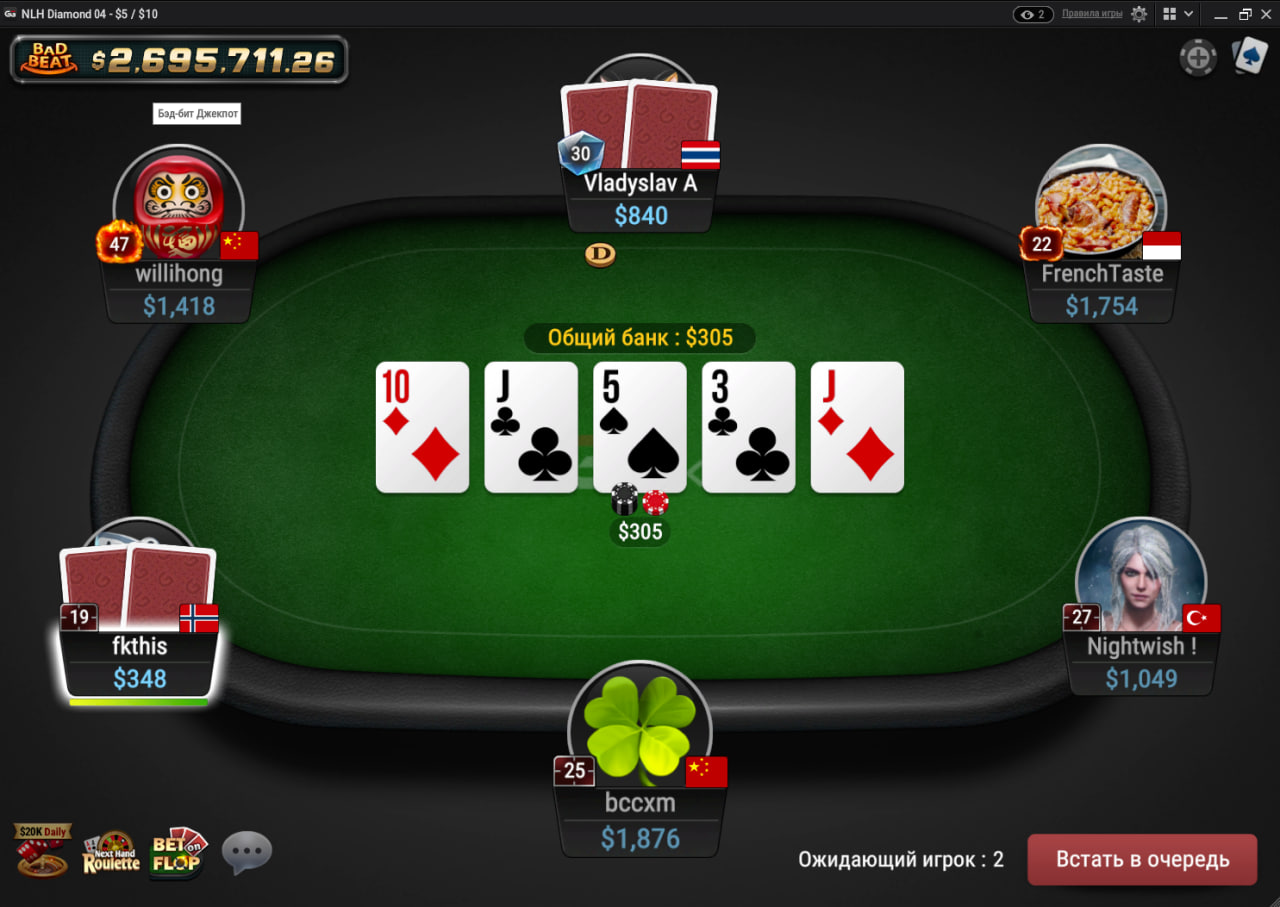 NLH Diamond 04 - $5 / $10
2
Правила игры
BAD BEAT
$2,695,711.26
Бэд-бит Джекпот
30
Vladyslav A
$840
47
willihong
$1,418
22
FrenchTaste
$1,754
D
Общий банк : $305
10
J
5
3
J
$305
19
fkthis
$348
27
Nightwish !
$1,049
25
bccxm
$1,876
$20K Daily
Next Hand
Roulette
BET on
FLOP
Ожидающий игрок : 2
Встать в очередь